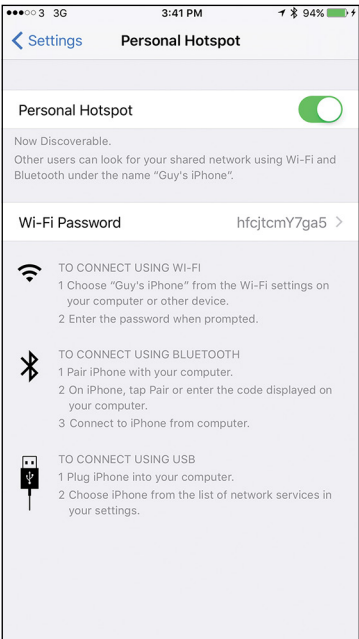 3 3G 3:41 PM 94%
Settings Personal Hotspot
Personal Hotspot
Now Discoverable.
Other users can look for your shared network using Wi-Fi and
Bluetooth under the name “Guy's iPhone”.
Wi-Fi Password hfcjtcmY7ga5
TO CONNECT USING WI-FI
1 Choose “Guy's iPhone” from the Wi-Fi settings on
your computer or other device.
2 Enter the password when prompted.
TO CONNECT USING BLUETOOTH
1 Pair iPhone with your computer.
2 On iPhone, tap Pair or enter the code displayed on
your computer.
3 Connect to iPhone from computer.
TO CONNECT USING USB
1 Plug iPhone into your computer.
2 Choose iPhone from the list of network services in
your settings.